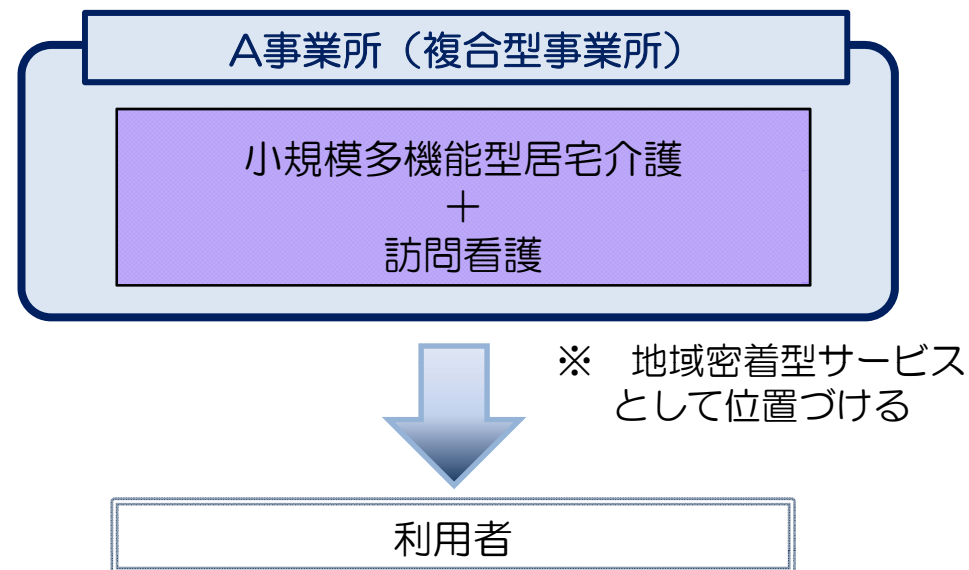 A事業所（複合型事業所）
小規模多機能型居宅介護
＋
訪問看護
※　地域密着型サービス
として位置づける
利用者